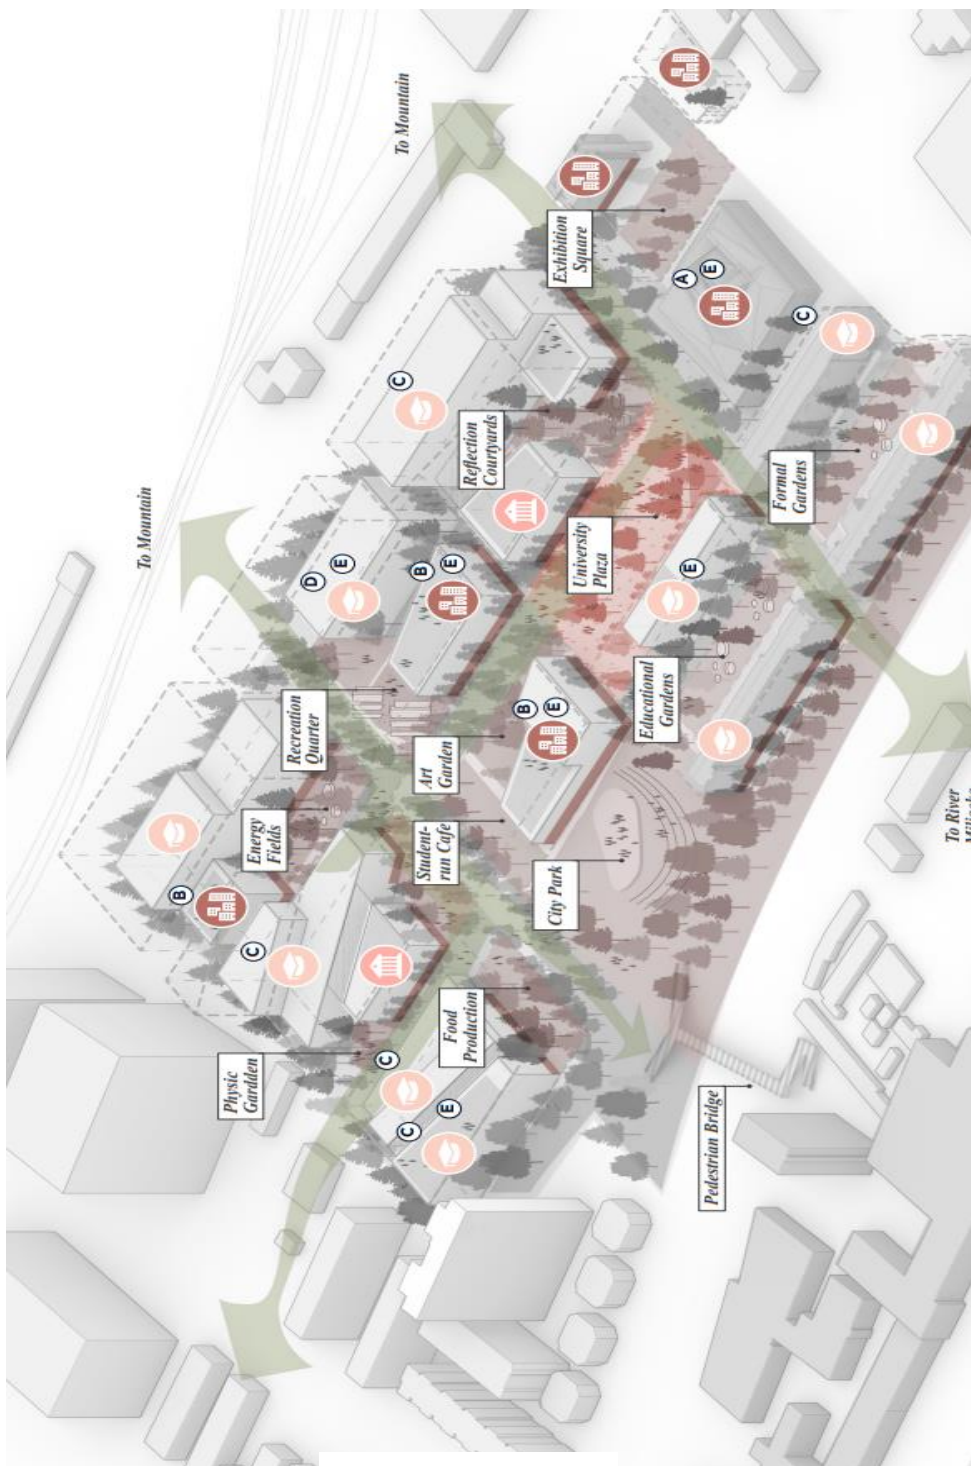 To Mountain
B
Physic
Gardden
C
Energy
Fields
Recreation
Quarter
D
E
To Mountain
C
C
C
E
B
E
Student-
run Cafe
Art
Garden
Food
Production
Reflection
Courtyards
B
E
City Park
Exhibition
Square
University
Plaza
Educational
Gardens
E
A
E
Pedestrian Bridge
Formal
Gardens
C
To River